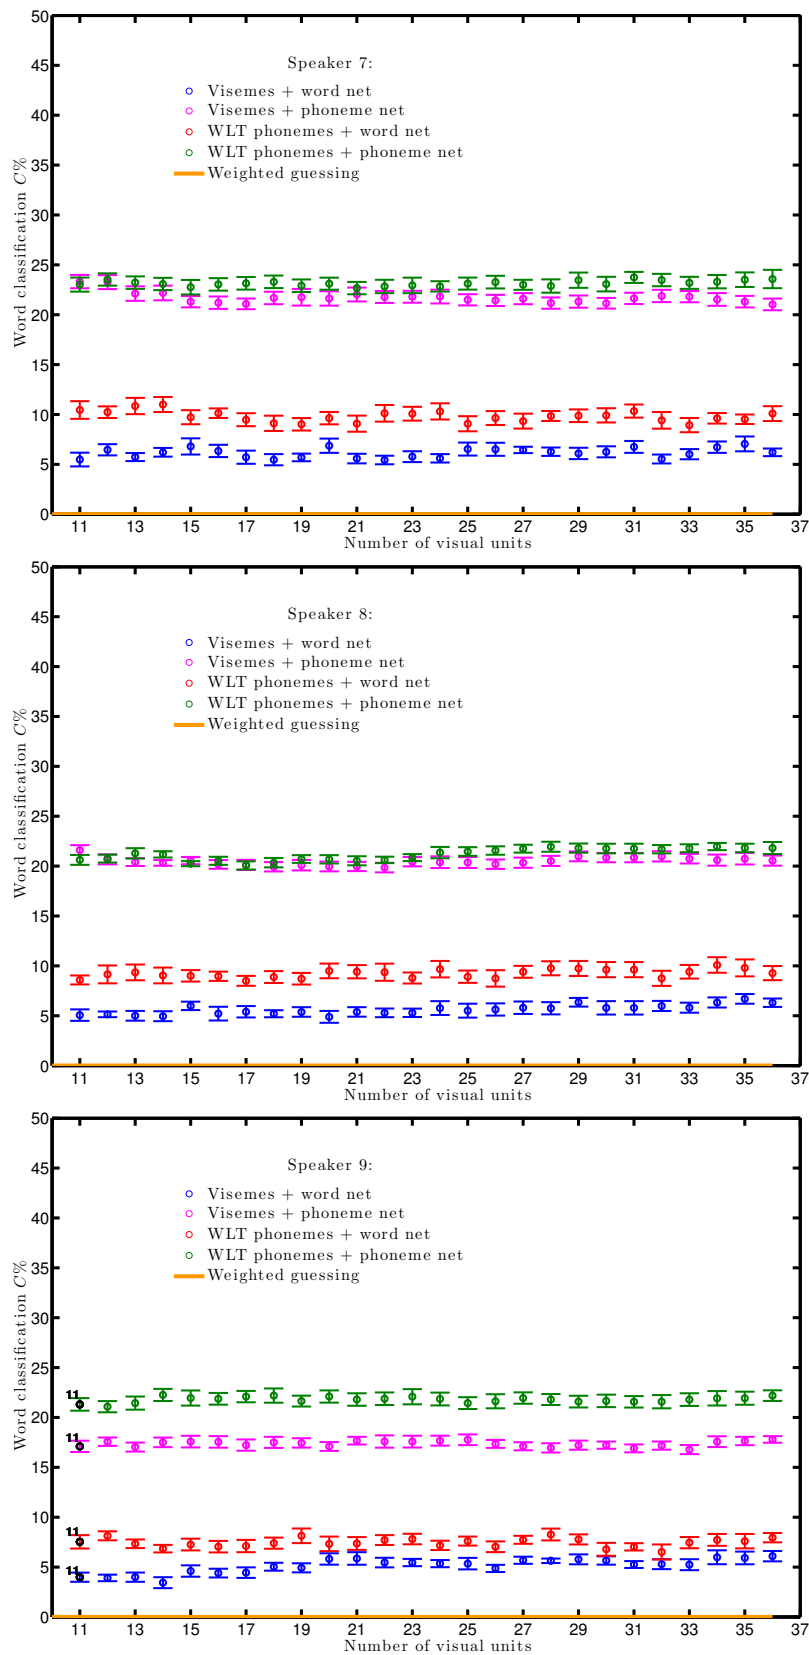 50
45
40
35
30
25
20
15
10
5
0
Word classification C%
Speaker 7:
Visemes + word net
Visemes + phoneme net
WLT phonemes + word net
WLT phonemes + phoneme net
Weighted guessing
11 13 15 17 19 21 23 25 27 29 31 33 35 37
Number of visual units
50
45
40
35
30
25
20
15
10
5
0
Word classification C%
Speaker 8:
Visemes + word net
Visemes + phoneme net
WLT phonemes + word net
WLT phonemes + phoneme net
Weighted guessing
11 13 15 17 19 21 23 25 27 29 31 33 35 37
Number of visual units
50
45
40
35
30
25
20
15
10
5
0
Word classification C%
Speaker 9:
Visemes + word net
Visemes + phoneme net
WLT phonemes + word net
WLT phonemes + phoneme net
Weighted guessing
11
11
11
11
11 13 15 17 19 21 23 25 27 29 31 33 35 37
Number of visual units